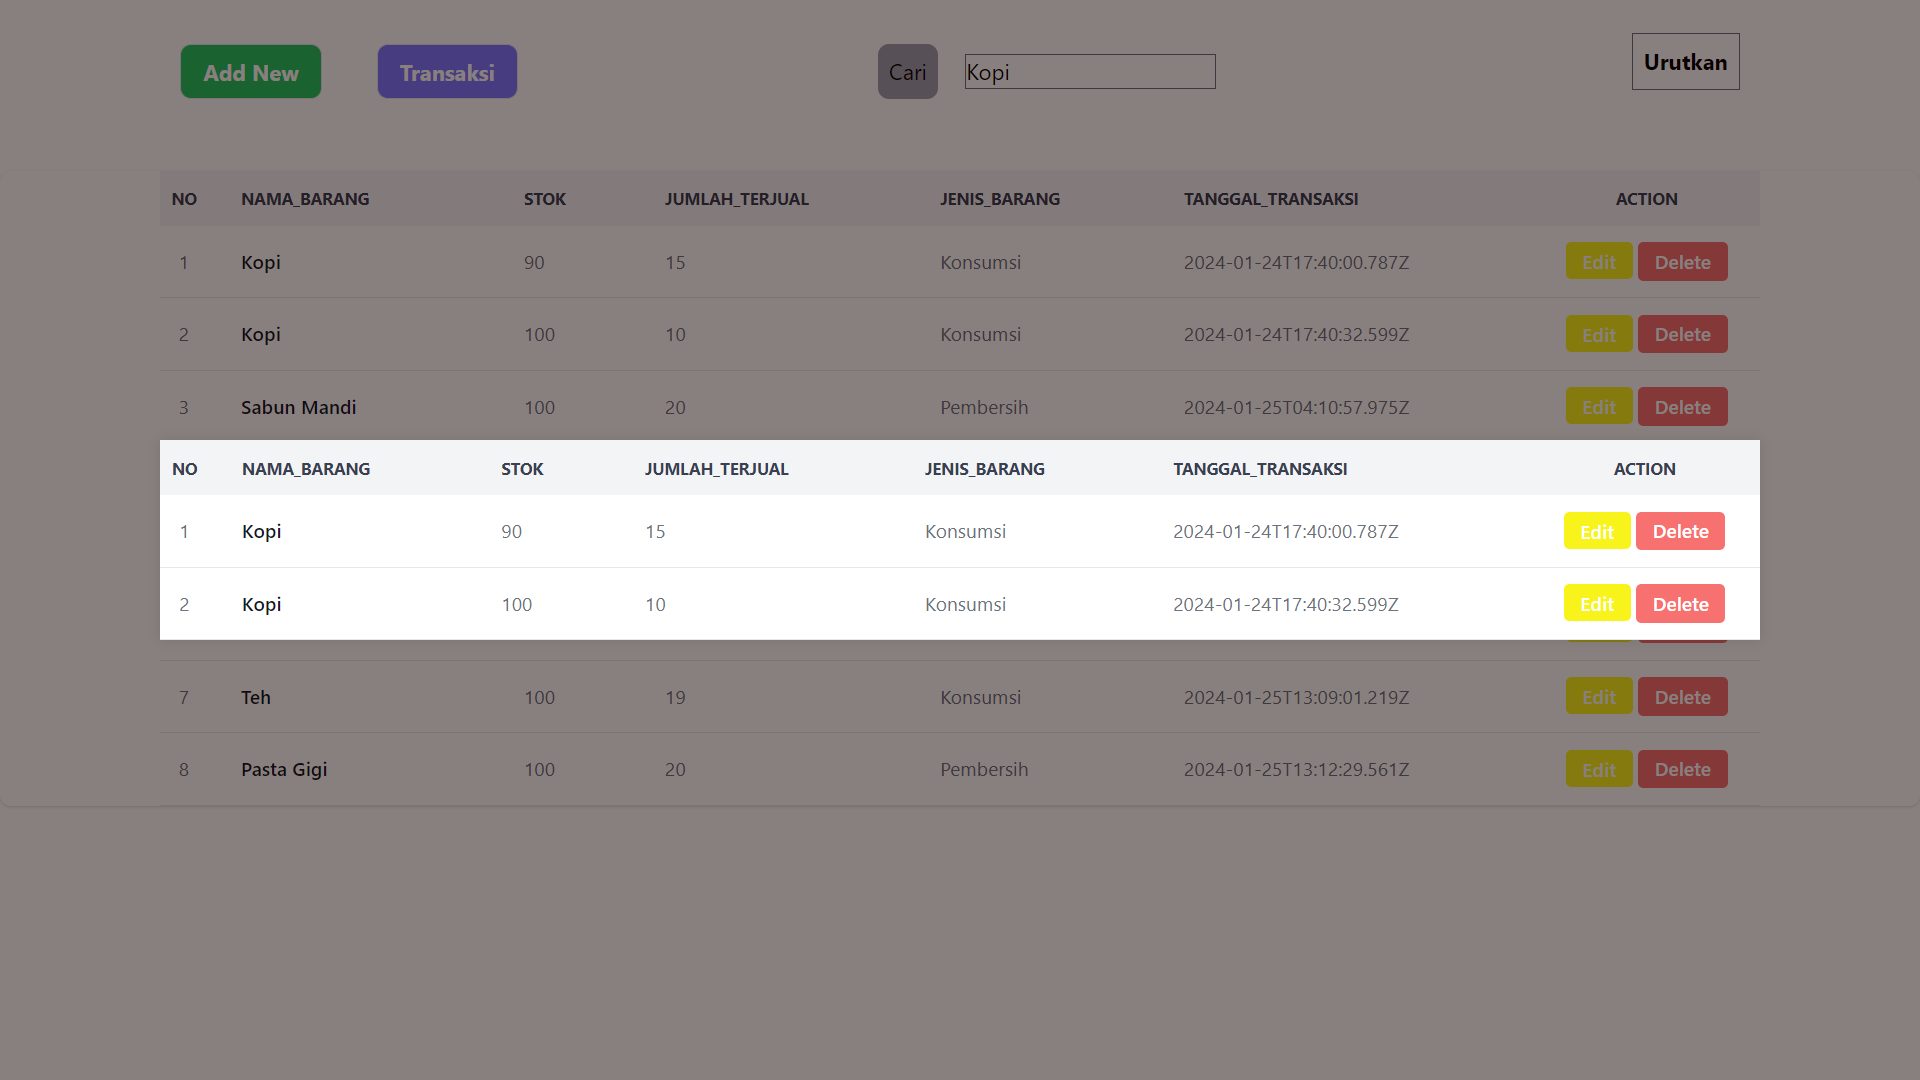 Add New Transaksi Cari Kopi Urutkan
NO NAMA_BARANG STOK JUMLAH_TERJUAL JENIS_BARANG TANGGAL_TRANSAKSI ACTION
1 Kopi 90 15 Konsumsi 2024-01-24T17:40:00.787Z Edit Delete
2 Kopi 100 10 Konsumsi 2024-01-24T17:40:32.599Z Edit Delete
3 Sabun Mandi 100 20 Pembersih 2024-01-25T04:10:57.975Z Edit Delete
NO NAMA_BARANG STOK JUMLAH_TERJUAL JENIS_BARANG TANGGAL_TRANSAKSI ACTION
1 Kopi 90 15 Konsumsi 2024-01-24T17:40:00.787Z Edit Delete
2 Kopi 100 10 Konsumsi 2024-01-24T17:40:32.599Z Edit Delete
7 Teh 100 19 Konsumsi 2024-01-25T13:09:01.219Z Edit Delete
8 Pasta Gigi 100 20 Pembersih 2024-01-25T13:12:29.561Z Edit Delete